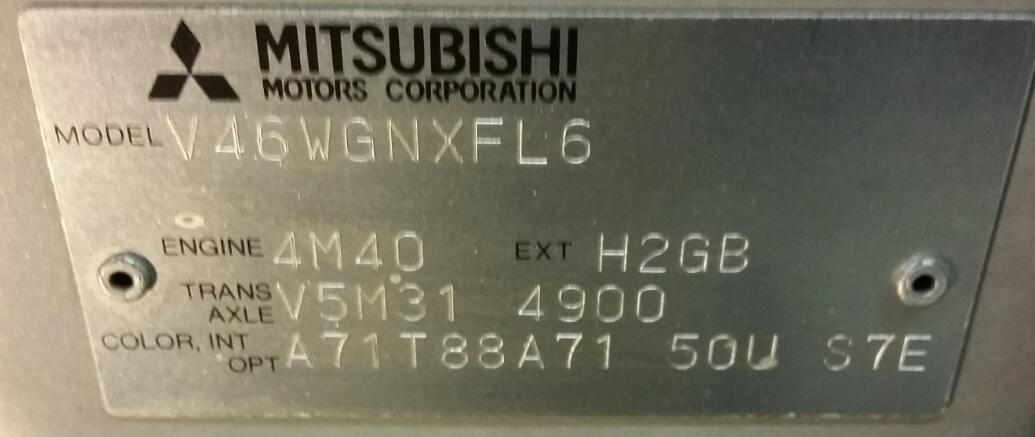 MITSUBISHI
MOTORS CORPORATION
MODEL V46WGNXFL6
ENGINE 4M40 EXT H2GB
TRANS AXLE V5M31 4900
COLOR, INT OPT A71T88A71 50U S7E